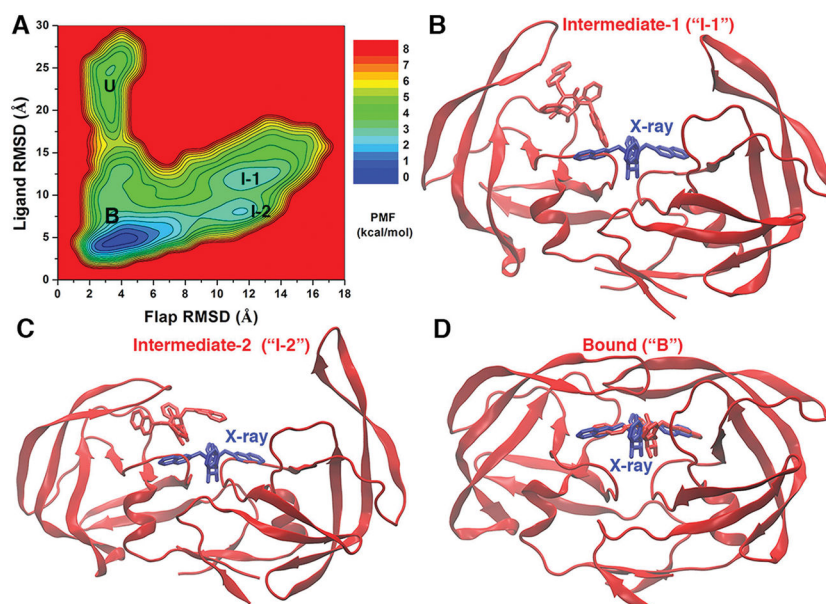 A
30
25
20
15
10
5
0
Ligand RMSD (Å)
U
B
I-1
I-2
0 2 4 6 8 10 12 14 16 18
Flap RMSD (Å)
8
7
6
5
4
3
2
1
0
PMF
(kcal/mol)
B
Intermediate-1 (“I-1”)
X-ray
C
Intermediate-2 (“I-2”)
X-ray
D
Bound (“B”)
X-ray